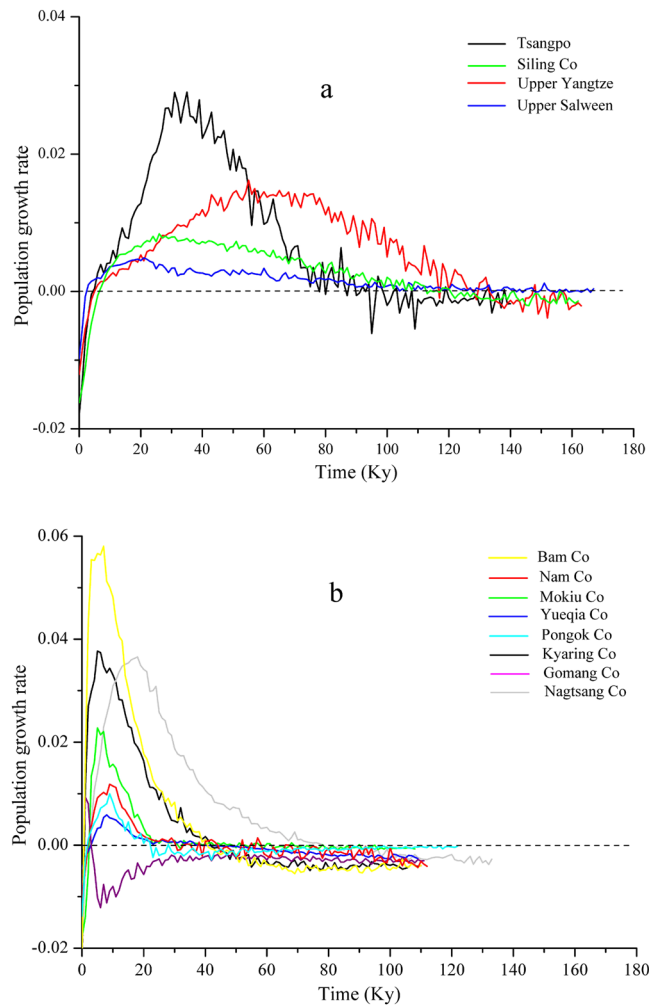 0.04
Tsangpo
Siling Co
a
Upper Yangtze
Upper Salween
0.02
Population growth rate
0.00
-0.02
0 20 40 60 80 100 120 140 160 180
Time (Ky)
0.06
Bam Co
b
Nam Co
Mokiu Co
Yueqia Co
0.04
Pongok Co
Kyaring Co
Gomang Co
Nagtsang Co
Population growth rate
0.02
0.00
-0.02
0 20 40 60 80 100 120 140 160 180
Time (Ky)